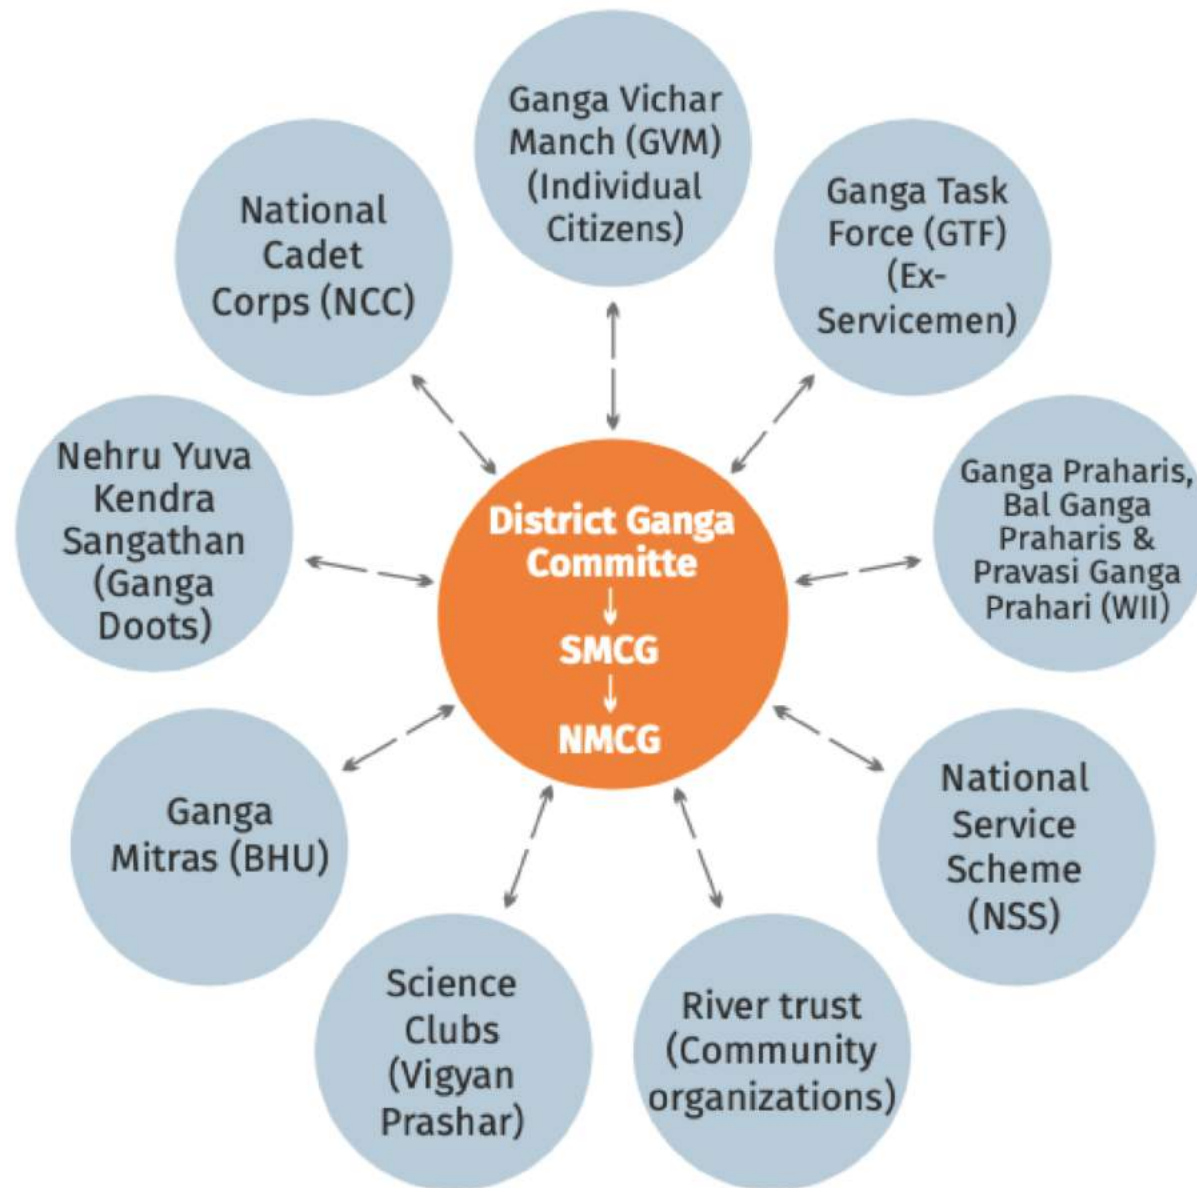 Ganga Vichar
Manch (GVM)
(Individual
Citizens)
Ganga Task
Force (GTF)
(Ex-
Servicemen)
Ganga Praharis,
Bal Ganga
Praharis &
Pravasi Ganga
Prahari (WII)
National
Service
Scheme
(NSS)
River trust
(Community
organizations)
Science
Clubs
(Vigyan
Prashar)
Ganga
Mitras (BHU)
Nehru Yuva
Kendra
Sangathan
(Ganga
Doots)
National
Cadet
Corps (NCC)
District Ganga
Committe
SMCG
NMCG